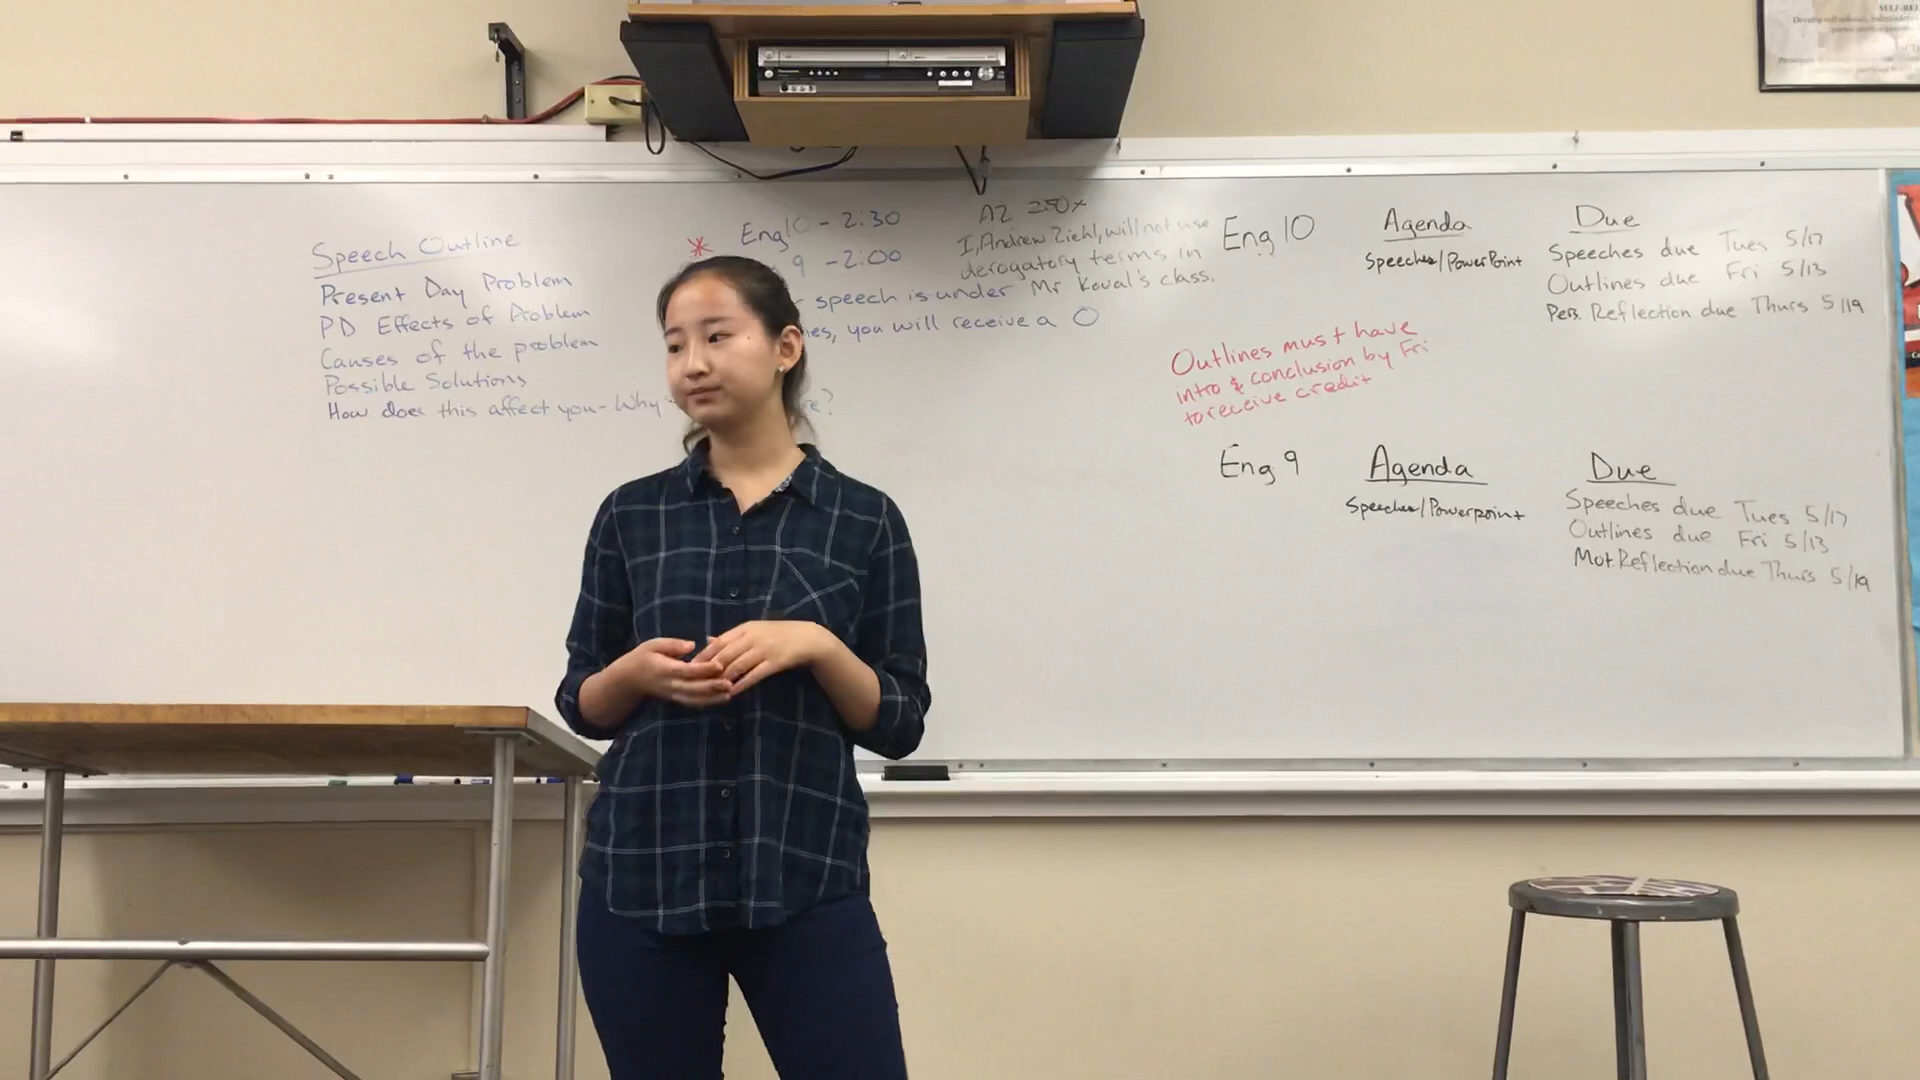 Speech Outline
Present Day Problem
PD Effects of Problem
Causes of the problem
Possible Solutions
How does this affect you - Why
Eng 10 - 2:30
9 - 2:00
speech is under
you will receive a 0
AZ 250x
I, Andrew Ziehl, will not use
derogatory terms in
Mr Koval's class.
Eng 10
Agenda
Speeches/PowerPoint
Due
Speeches due Tues 5/17
Outlines due Fri 5/13
Pers. Reflection due Thurs 5/19
Outlines must have
intro & conclusion by Fri
to receive credit
Eng 9
Agenda
Speeches/Powerpoint
Due
Speeches due Tues 5/17
Outlines due Fri 5/13
Mot. Reflection due Thurs 5/19